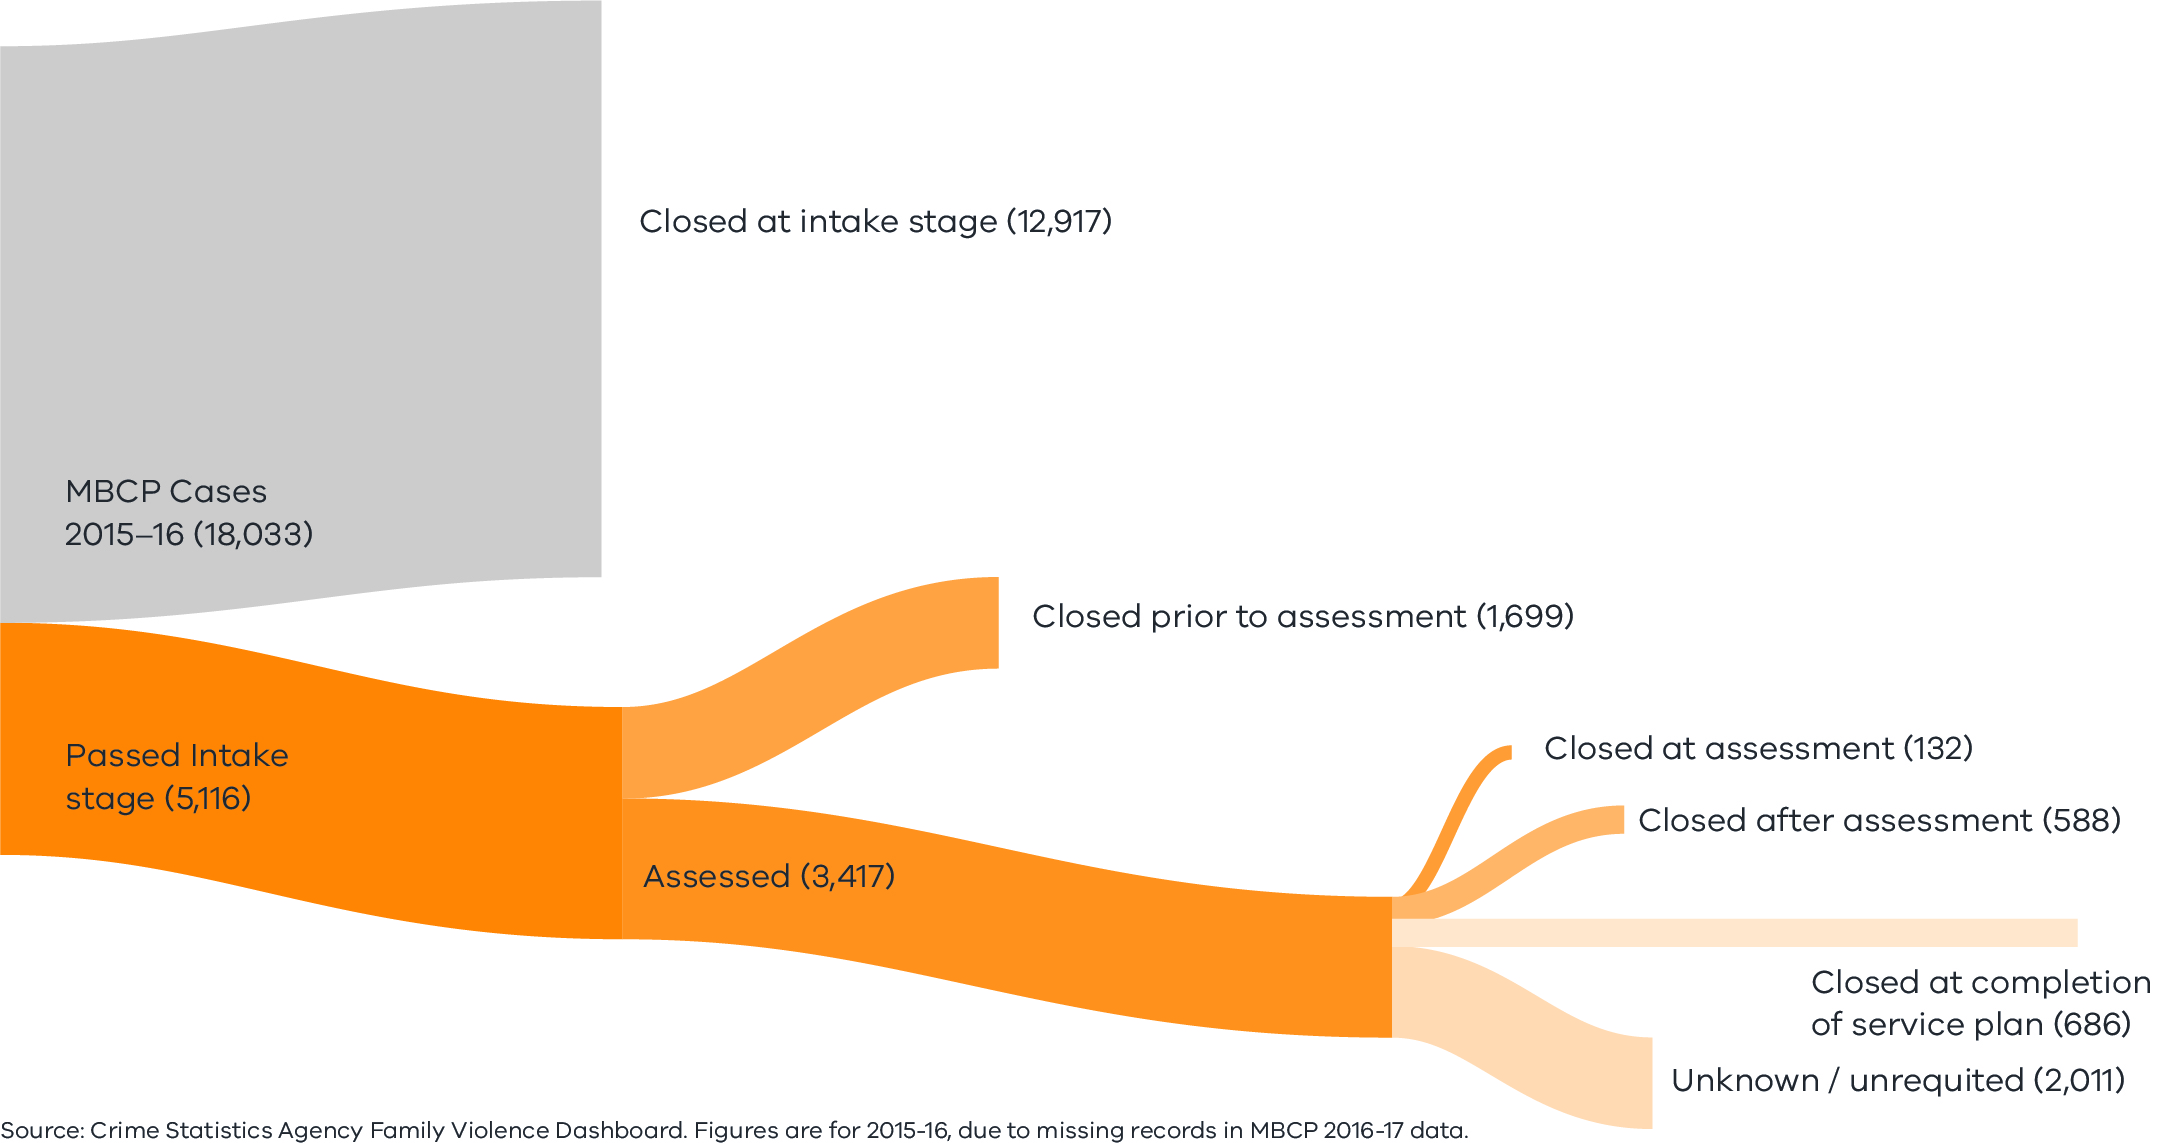 Closed at intake stage (12,917)
MBCP Cases
2015–16 (18,033)
Closed prior to assessment (1,699)
Passed Intake
stage (5,116)
Closed at assessment (132)
Closed after assessment (588)
Assessed (3,417)
Closed at completion
of service plan (686)
Unknown / unrequited (2,011)
Source: Crime Statistics Agency Family Violence Dashboard. Figures are for 2015-16, due to missing records in MBCP 2016-17 data.